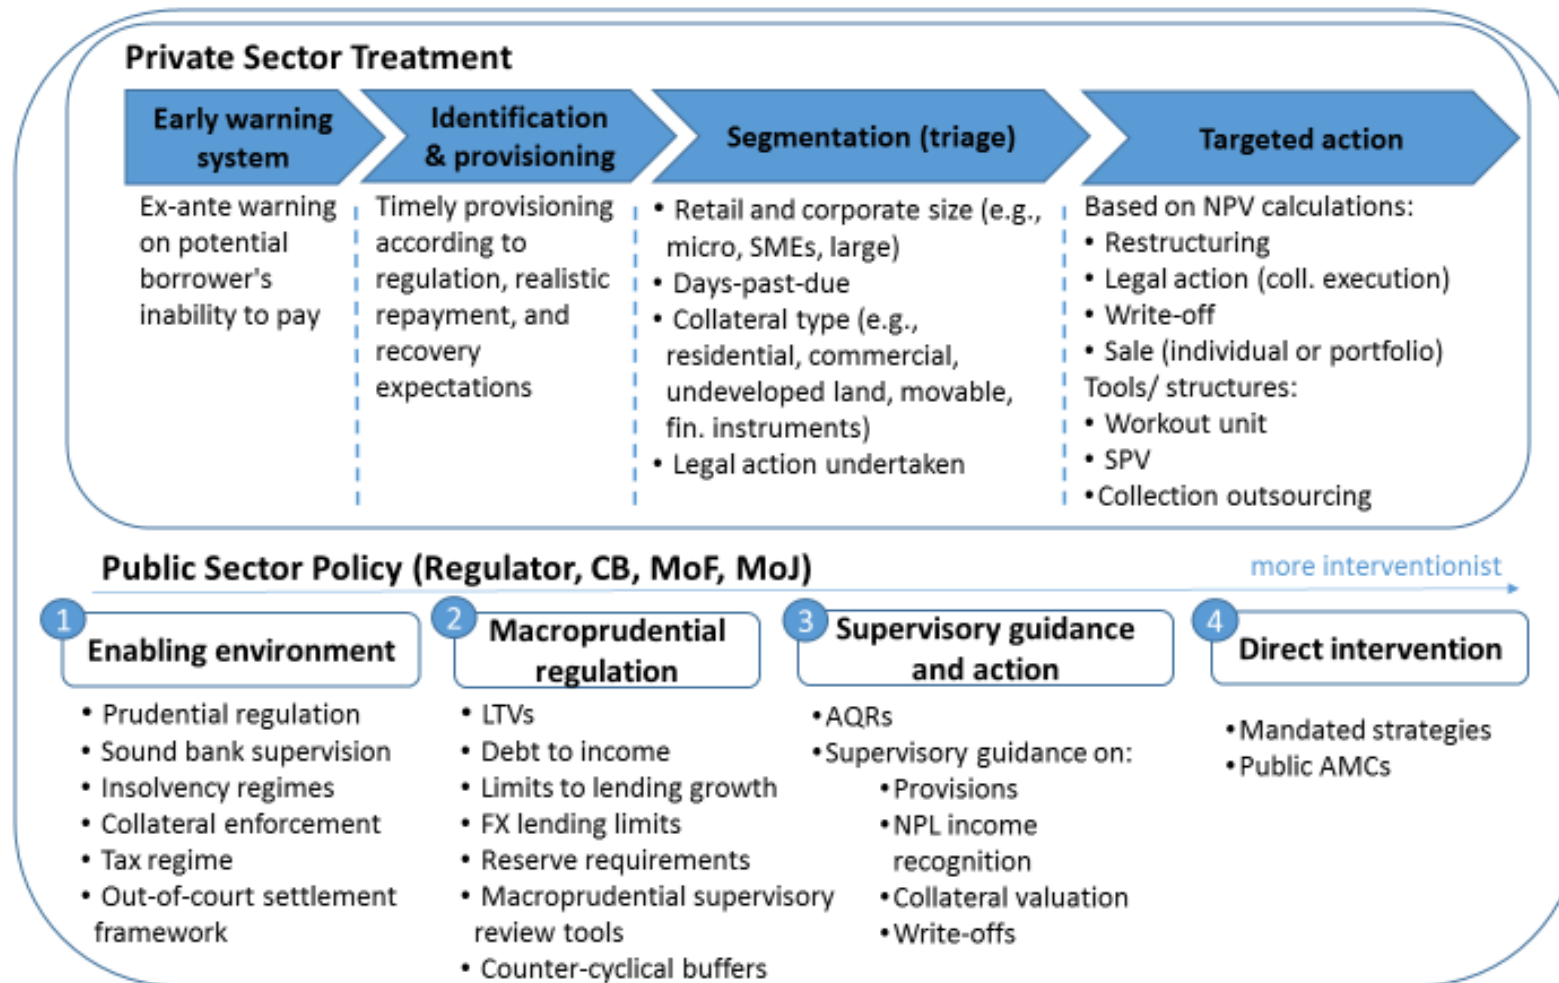 Private Sector Treatment
Early warning
system
Ex-ante warning
on potential
borrower's
inability to pay
Identification
& provisioning
Timely provisioning
according to
regulation, realistic
repayment, and
recovery
expectations
Segmentation (triage)
• Retail and corporate size (e.g.,
micro, SMEs, large)
• Days-past-due
• Collateral type (e.g.,
residential, commercial,
undeveloped land, movable,
fin. instruments)
• Legal action undertaken
Targeted action
Based on NPV calculations:
• Restructuring
• Legal action (coll. execution)
• Write-off
• Sale (individual or portfolio)
Tools/ structures:
• Workout unit
• SPV
•Collection outsourcing
Public Sector Policy (Regulator, CB, MoF, MoJ)
more interventionist
1
Enabling environment
• Prudential regulation
• Sound bank supervision
• Insolvency regimes
• Collateral enforcement
• Tax regime
• Out-of-court settlement
framework
2
Macroprudential
regulation
• LTVs
• Debt to income
• Limits to lending growth
• FX lending limits
• Reserve requirements
• Macroprudential supervisory
review tools
• Counter-cyclical buffers
3
Supervisory guidance
and action
•AQRs
•Supervisory guidance on:
•Provisions
•NPL income
recognition
•Collateral valuation
•Write-offs
4
Direct intervention
•Mandated strategies
•Public AMCs